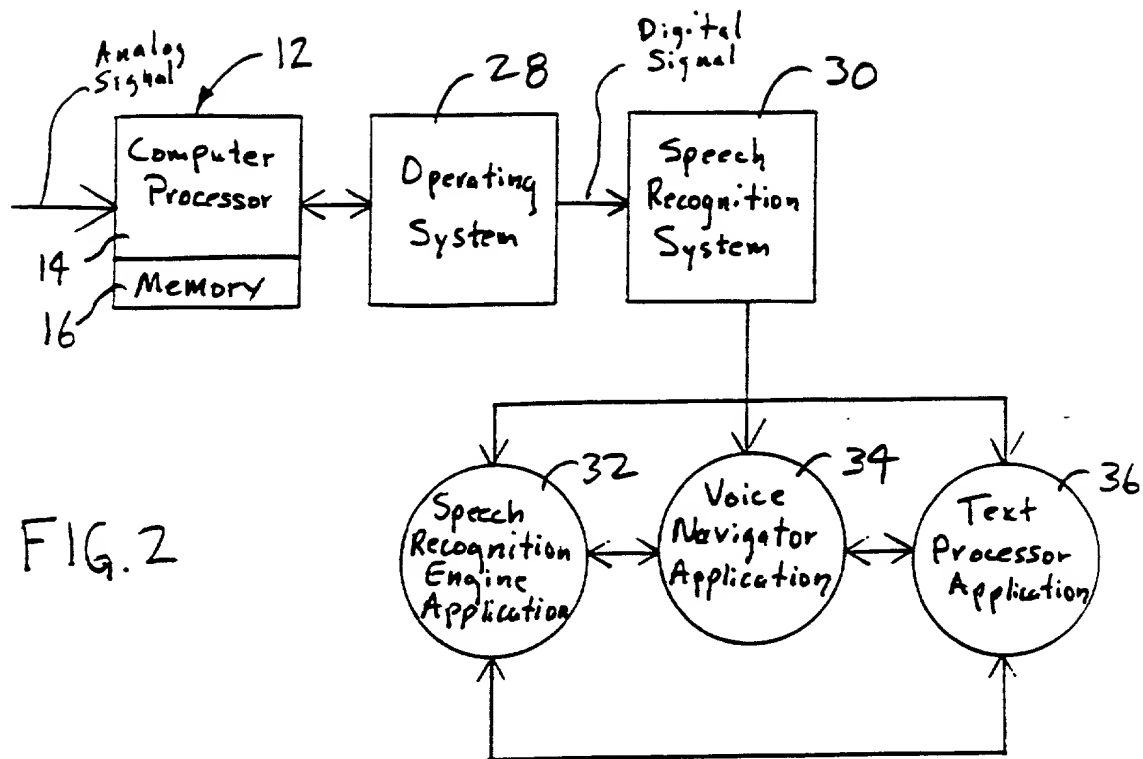 Analog
Signal
12
28
Digital
Signal
30
Computer
Processor
14
Memory
16
Operating
System
Speech
Recognition
System
32
Speech
Recognition
Engine
Application
34
Voice
Navigator
Application
36
Text
Processor
Application
FIG.2